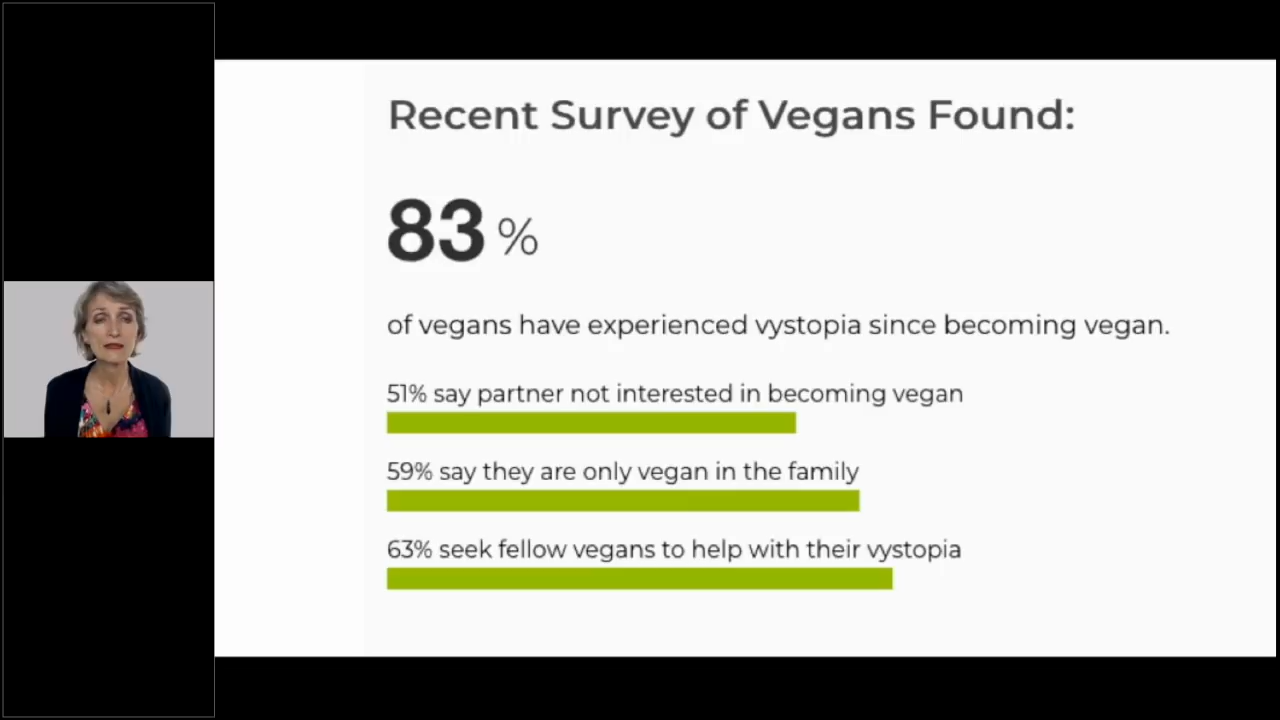 Recent Survey of Vegans Found:
83 %
of vegans have experienced vystopia since becoming vegan.
51% say partner not interested in becoming vegan
59% say they are only vegan in the family
63% seek fellow vegans to help with their vystopia